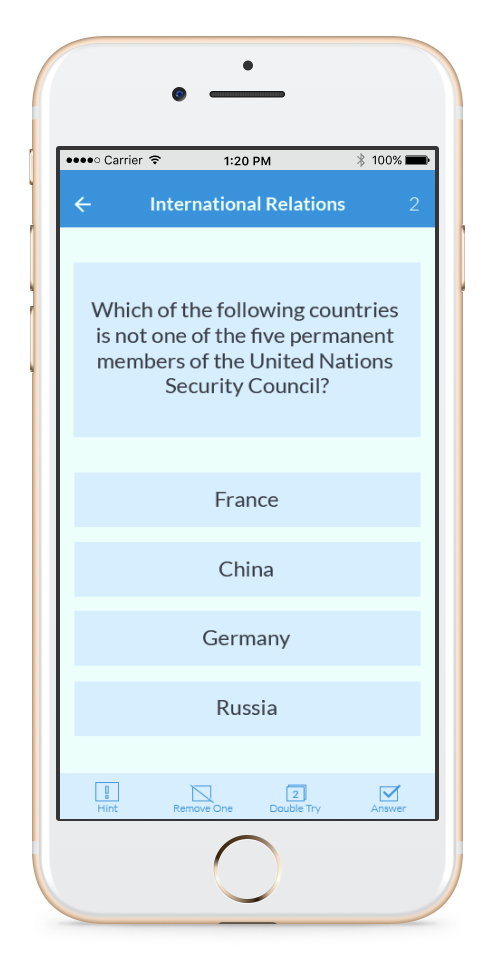 Carrier 1:20 PM 100%
International Relations 2
Which of the following countries
is not one of the five permanent
members of the United Nations
Security Council?
France
China
Germany
Russia
2
Hint Remove One Double Try Answer